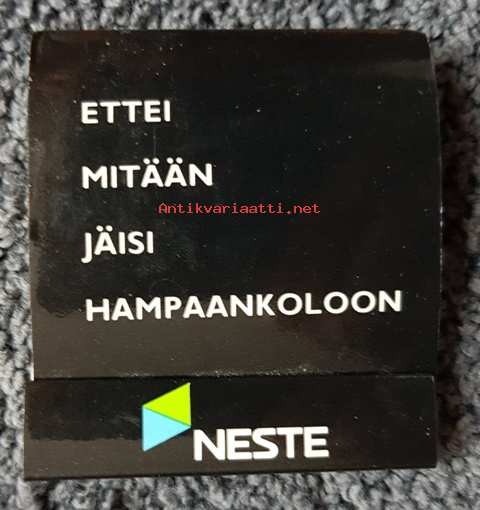 ETTEI
MITÄÄN
Antikvariaatti.net
JÄISI
HAMPAANKOLOON
NESTE